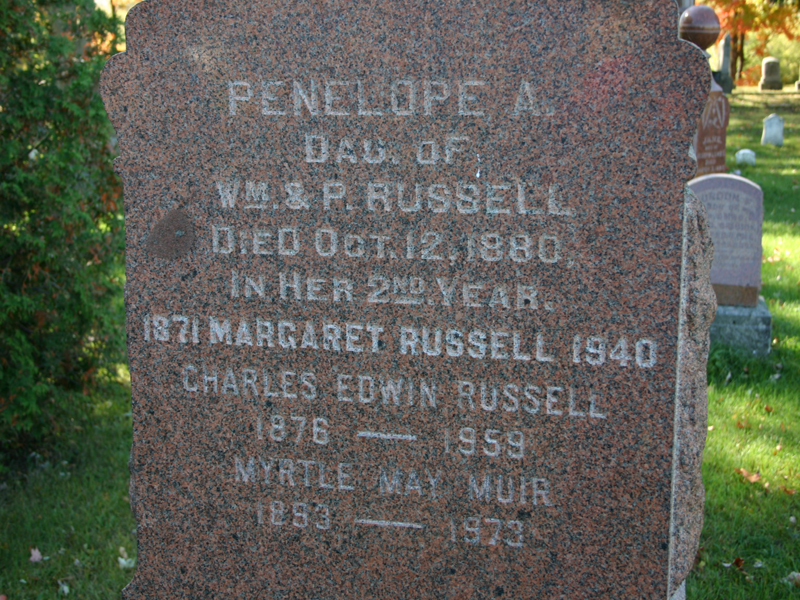 PENELOPE A.
DAU. OF
WM. & P. RUSSELL
DIED OCT. 12, 1880.
IN HER 2ND. YEAR.
1871 MARGARET RUSSELL 1940
CHARLES EDWIN RUSSELL
1876 — 1959
MYRTLE MAY MUIR
1893 — 1973